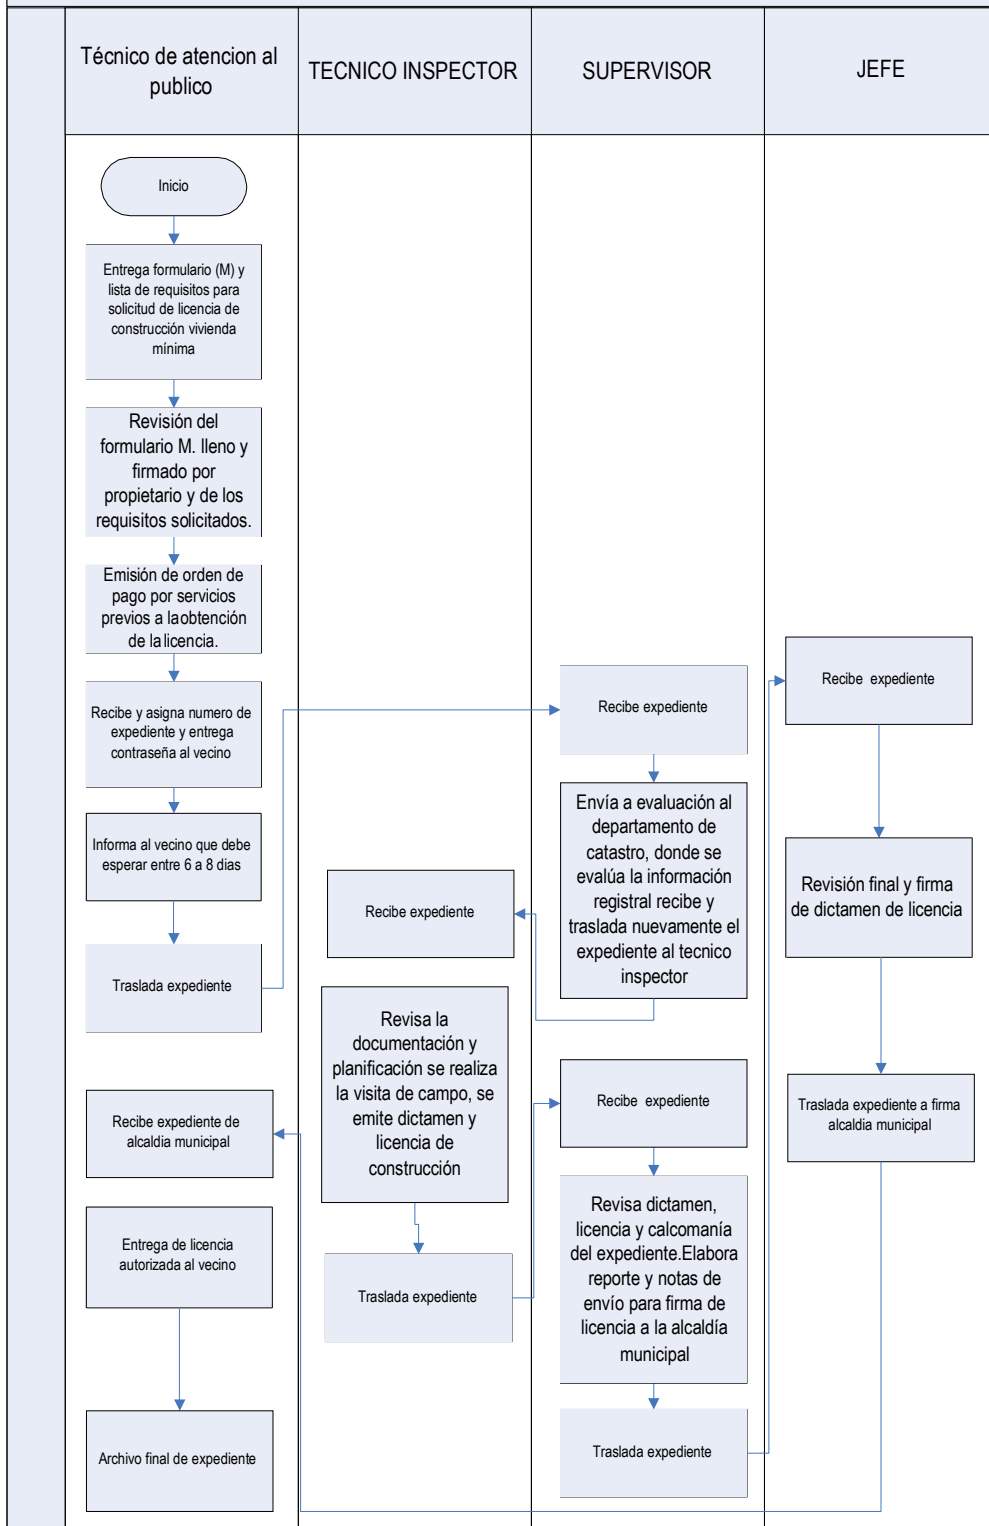 Técnico de atencion al
publico
TECNICO INSPECTOR
SUPERVISOR
JEFE
Inicio
Entrega formulario (M) y
lista de requisitos para
solicitud de licencia de
construcción vivienda
mínima
Revisión del
formulario M. lleno y
firmado por
propietario y de los
requisitos solicitados.
Emisión de orden de
pago por servicios
previos a la obtención
de la licencia.
Recibe y asigna numero de
expediente y entrega
contraseña al vecino
Informa al vecino que debe
esperar entre 6 a 8 dias
Traslada expediente
Recibe expediente de
alcaldia municipal
Entrega de licencia
autorizada al vecino
Archivo final de expediente
Recibe expediente
Revisa la
documentación y
planificación se realiza
la visita de campo, se
emite dictamen y
licencia de
construcción
Traslada expediente
Recibe expediente
Envía a evaluación al
departamento de
catastro, donde se
evalúa la información
registral recibe y
traslada nuevamente el
expediente al tecnico
inspector
Recibe expediente
Revisa dictamen,
licencia y calcomanía
del expediente.Elabora
reporte y notas de
envío para firma de
licencia a la alcaldía
municipal
Traslada expediente
Recibe expediente
Revisión final y firma
de dictamen de licencia
Traslada expediente a firma
alcaldia municipal